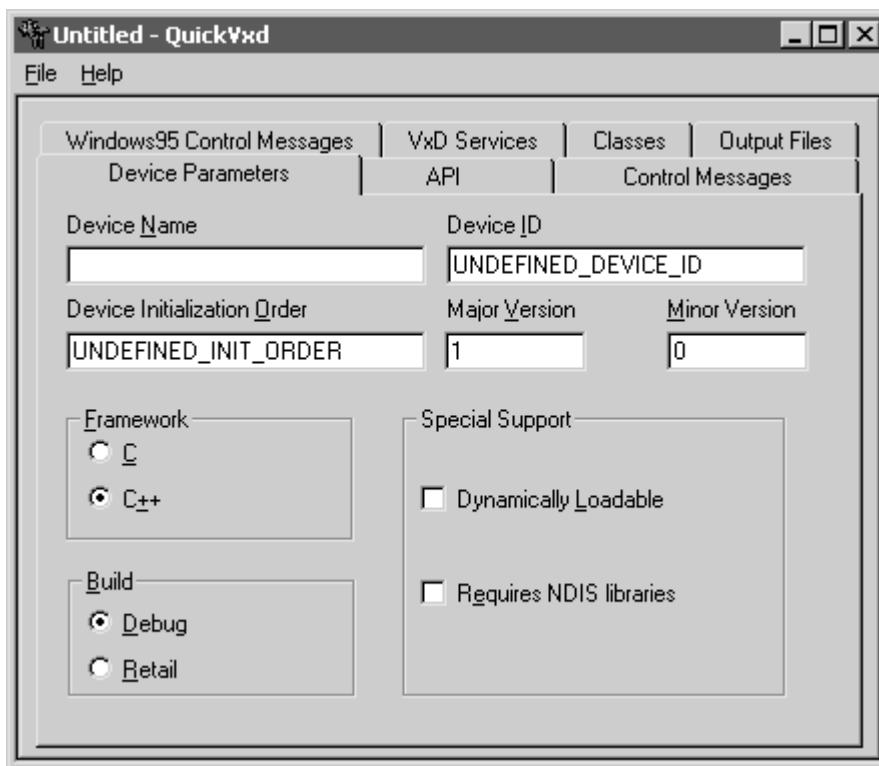 Untitled - QuickVxd
File Help
Windows95 Control Messages VxD Services Classes Output Files
Device Parameters API Control Messages
Device Name Device ID
UNDEFINED_DEVICE_ID
Device Initialization Order Major Version Minor Version
UNDEFINED_INIT_ORDER 1 0
Framework Special Support
C
C++ Dynamically Loadable
Build Requires NDIS libraries
Debug
Retail